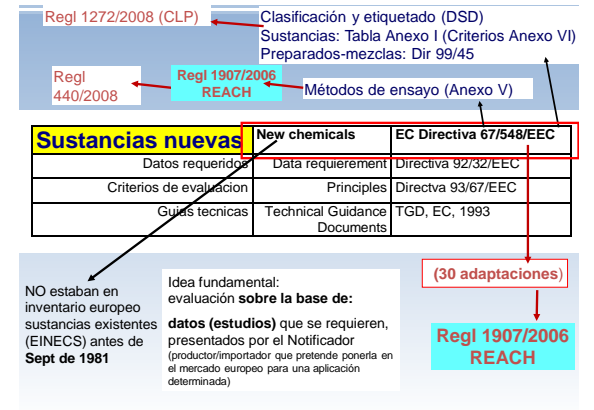 Regl 1272/2008 (CLP)
Clasificación y etiquetado (DSD)
Sustancias: Tabla Anexo I (Criterios Anexo VI)
Preparados-mezclas: Dir 99/45
Regl
440/2008
Regl 1907/2006
REACH
Métodos de ensayo (Anexo V)
Sustancias nuevas New chemicals EC Directiva 67/548/EEC
Datos requeridos Data requierement Directiva 92/32/EEC
Criterios de evaluacion Principles Directva 93/67/EEC
Guias tecnicas Technical Guidance TGD, EC, 1993
Documents
NO estaban en
inventario europeo
sustancias existentes
(EINECS) antes de
Sept de 1981
Idea fundamental:
evaluación sobre la base de:
datos (estudios) que se requieren,
presentados por el Notificador
(productor/importador que pretende ponerla en
el mercado europeo para una aplicación
determinada)
(30 adaptaciones)
Regl 1907/2006
REACH